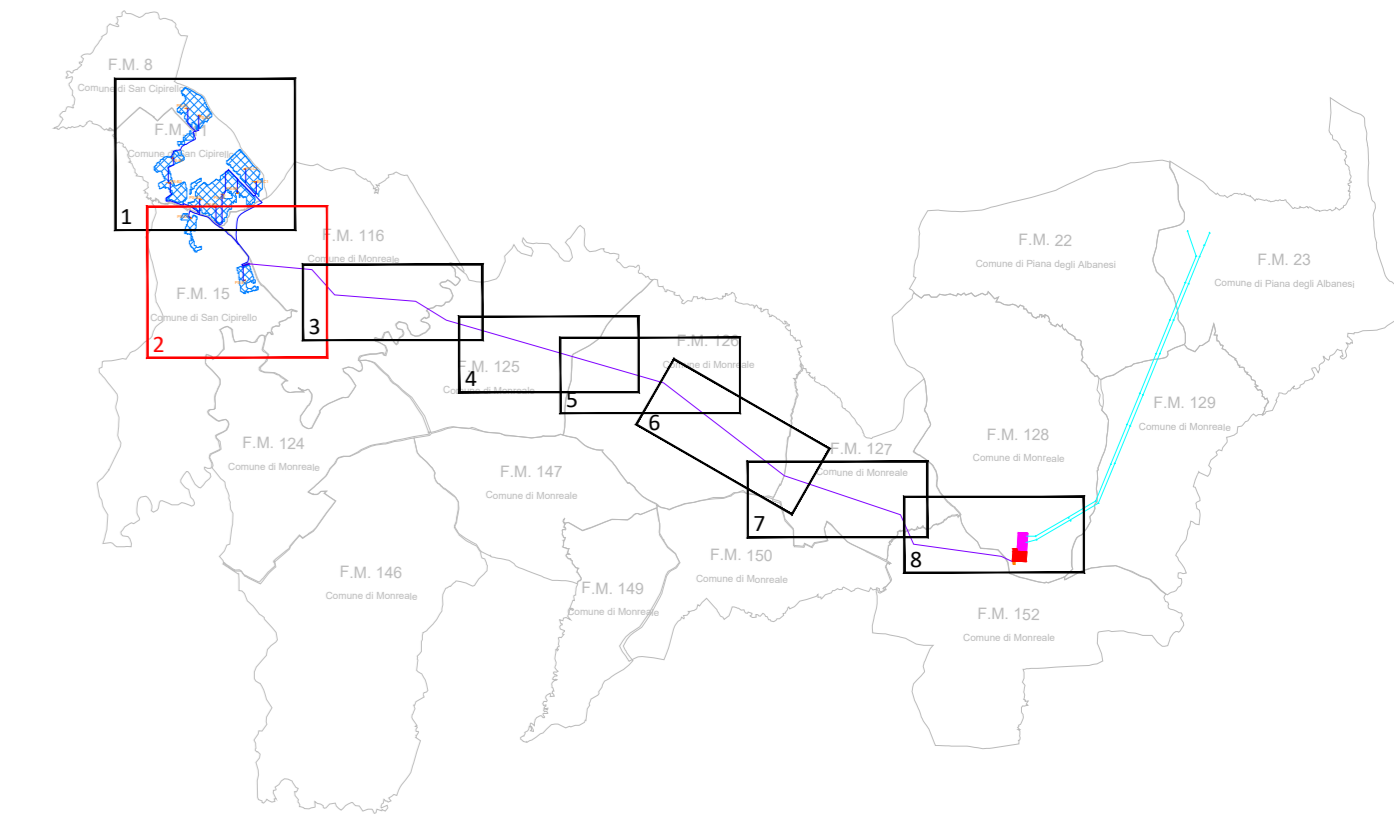 F.M. 8
Comune di San Cipirello
F.M. 11
Comune di San Cipirello
1
F.M. 116
Comune di Monreale
F.M. 22
Comune di Piana degli Albanesi
F.M. 23
Comune di Piana degli Albanesi
F.M. 15
Comune di San Cipirello
2
3
F.M. 126
Comune di Monreale
F.M. 125
Comune di Monreale
4
5
6
F.M. 129
Comune di Monreale
F.M. 124
Comune di Monreale
F.M. 128
Comune di Monreale
F.M. 127
Comune di Monreale
F.M. 147
Comune di Monreale
7
F.M. 150
Comune di Monreale
8
F.M. 146
Comune di Monreale
F.M. 149
Comune di Monreale
F.M. 152
Comune di Monreale